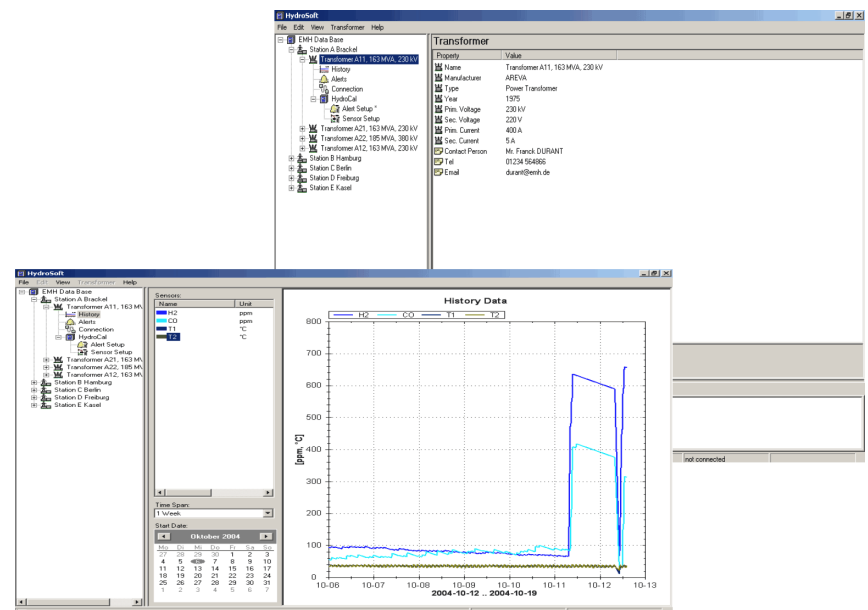 HydroSoft
File Edit View Transformer Help
EMH Data Base
Station A Brackel
Transformer A11, 163 MVA, 230 kV
History
Alerts
Connection
HydroCal
Alert Setup *
Sensor Setup
Transformer A21, 163 MVA, 230 kV
Transformer A22, 185 MVA, 380 kV
Transformer A12, 163 MVA, 230 kV
Station B Hamburg
Station C Berlin
Station D Freiburg
Station E Kasel
Transformer
Property Value
Name Transformer A11, 163 MVA, 230 kV
Manufacturer AREVA
Type Power Transformer
Year 1975
Prim. Voltage 230 kV
Sec. Voltage 220 V
Prim. Current 400 A
Sec. Current 5 A
Contact Person Mr. Franck DURANT
Tel 01234 564866
Email durant@emh.de
not connected
HydroSoft
File Edit View Transformer Help
EMH Data Base
Station A Brackel
Transformer A11, 163 M
History
Alerts
Connection
HydroCal
Alert Setup
Sensor Setup
Transformer A21, 163 M
Transformer A22, 185 M
Transformer A12, 163 M
Station B Hamburg
Station C Berlin
Station D Freiburg
Station E Kasel
Sensors:
Name Unit
H2 ppm
CO ppm
T1 °C
T2 °C
Time Span:
1 Week
Start Date:
Oktober 2004
Mo Di Mi Do Fr Sa So
27 28 29 30 1 2 3
4 5 6 7 8 9 10
11 12 13 14 15 16 17
18 19 20 21 22 23 24
25 26 27 28 29 30 31
1 2 3 4 5 6 7
History Data
H2 CO T1 T2
800
700
600
500
400
300
200
100
0
[ppm, °C]
10-06 10-07 10-08 10-09 10-10 10-11 10-12 10-13
2004-10-12 .. 2004-10-19